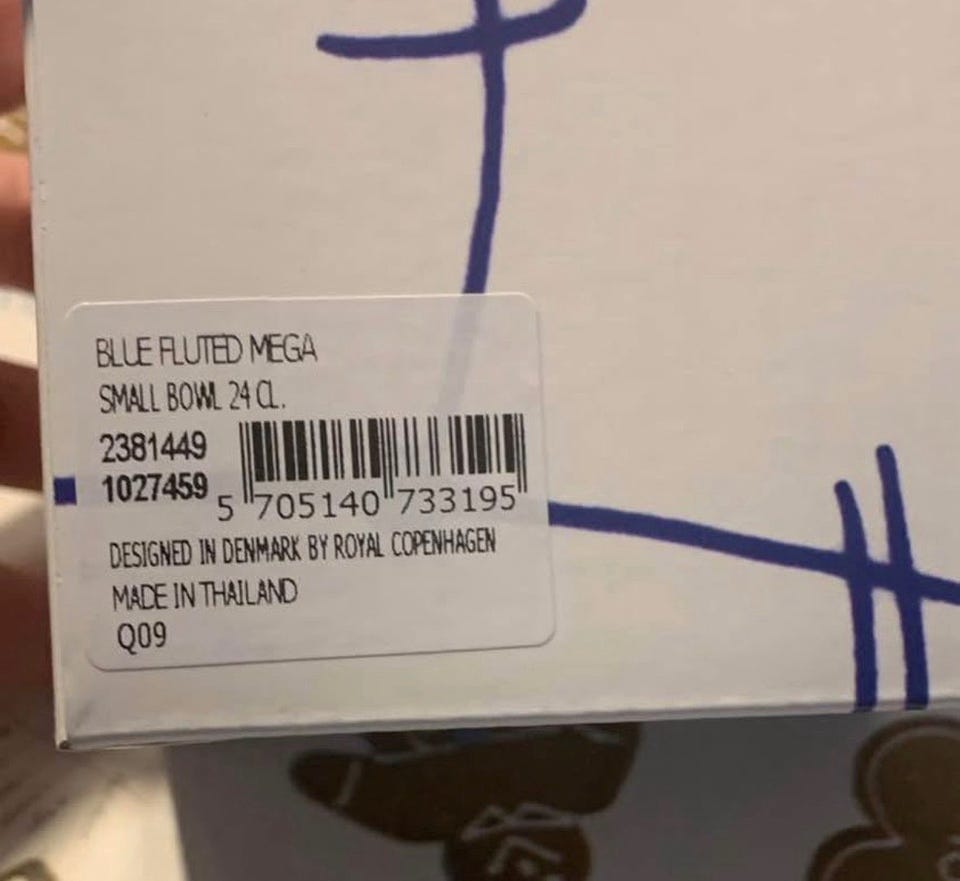 BLUE FLUTED MEGA
SMALL BOWL 24 CL.
2381449
1027459
5 705140 733195
DESIGNED IN DENMARK BY ROYAL COPENHAGEN
MADE IN THAILAND
Q09